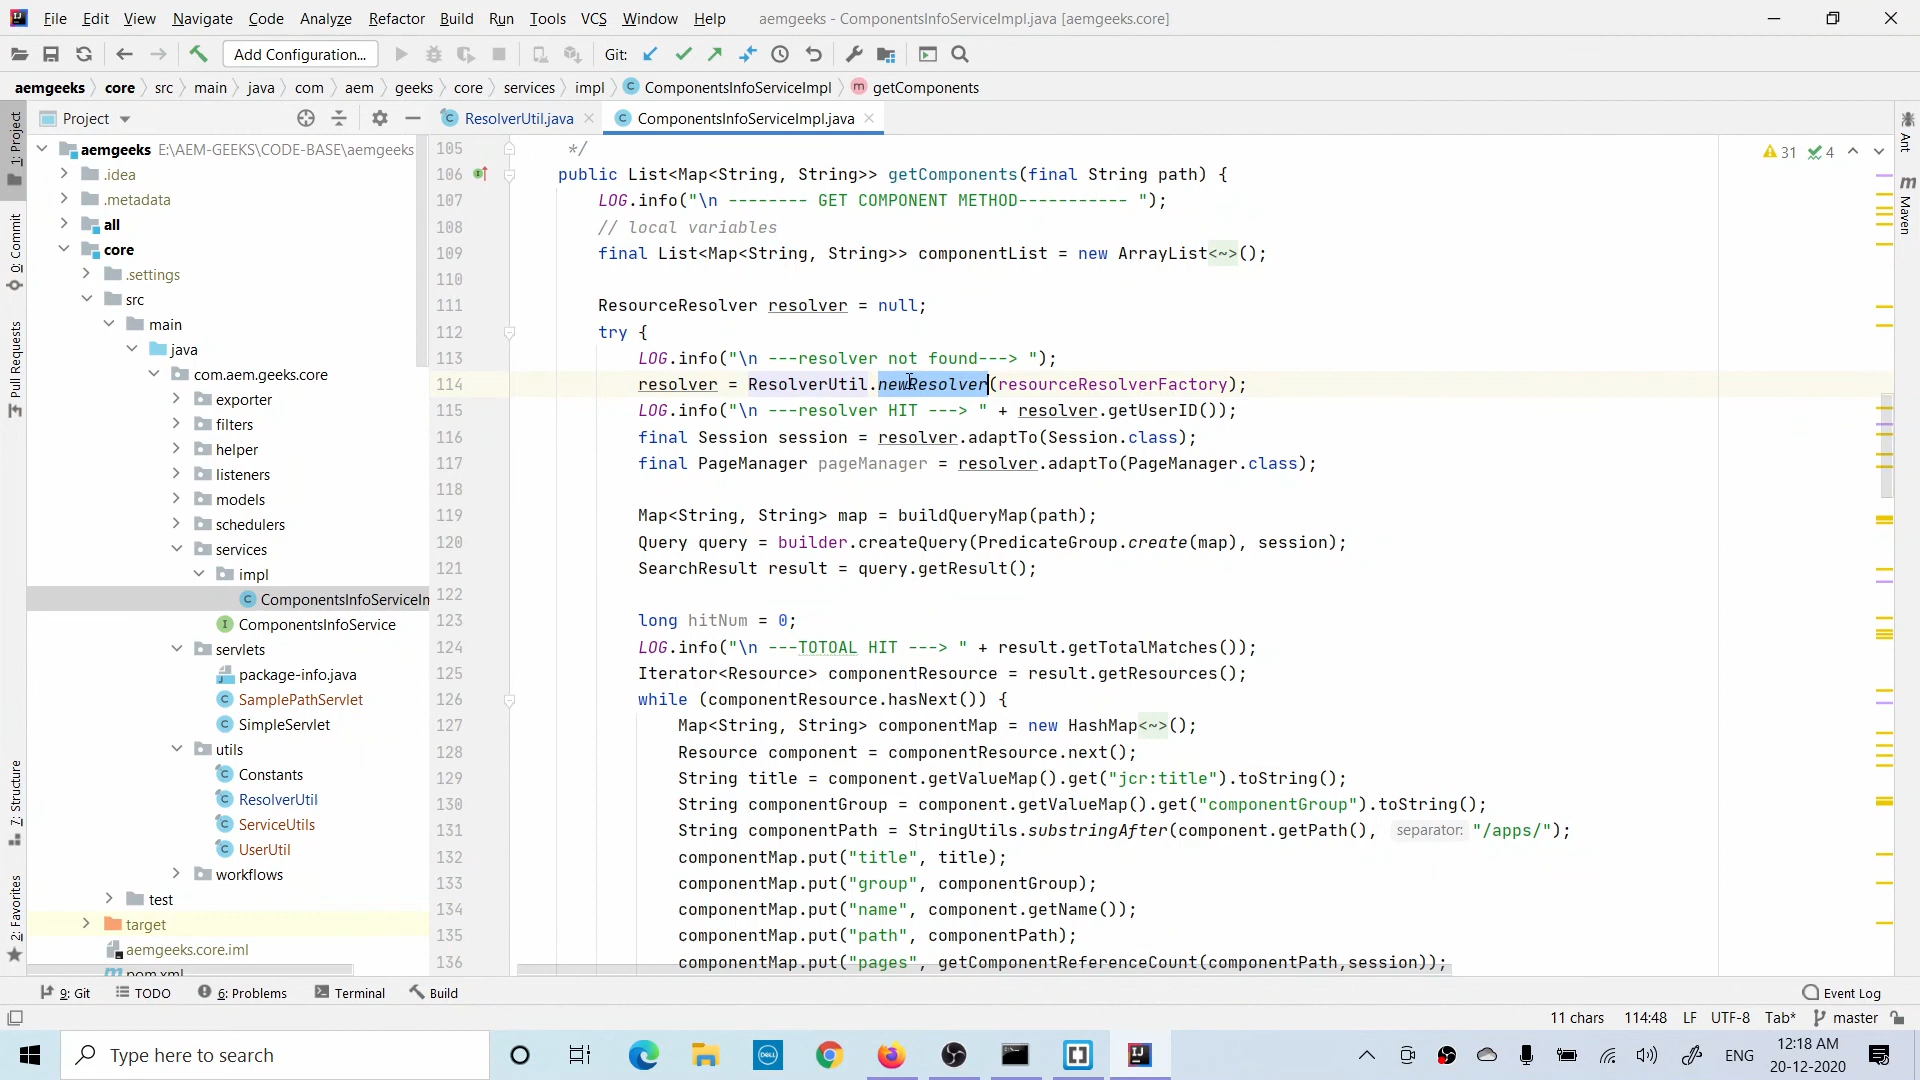 File Edit View Navigate Code Analyze Refactor Build Run Tools VCS Window Help aemgeeks - ComponentsInfoServiceImpl.java [aemgeeks.core]
Add Configuration... Git:
aemgeeks core src main java com aem geeks core services impl ComponentsInfoServiceImpl getComponents
Project ResolverUtil.java ComponentsInfoServiceImpl.java
1: Project
0: Commit
Pull Requests
7: Structure
2: Favorites
Ant
Maven
31 4
aemgeeks E:\AEM-GEEKS\CODE-BASE\aemgeeks
.idea
.metadata
all
core
.settings
src
main
java
com.aem.geeks.core
exporter
filters
helper
listeners
models
schedulers
services
impl
ComponentsInfoServiceIm
ComponentsInfoService
servlets
package-info.java
SamplePathServlet
SimpleServlet
utils
Constants
ResolverUtil
ServiceUtils
UserUtil
workflows
test
target
aemgeeks.core.iml
pom.xml
105 */
106 public List<Map<String, String>> getComponents(final String path) {
107 LOG.info("\n -------- GET COMPONENT METHOD----------- ");
108 // local variables
109 final List<Map<String, String>> componentList = new ArrayList<~>();
110
111 ResourceResolver resolver = null;
112 try {
113 LOG.info("\n ---resolver not found---> ");
114 resolver = ResolverUtil.newResolver(resourceResolverFactory);
115 LOG.info("\n ---resolver HIT ---> " + resolver.getUserID());
116 final Session session = resolver.adaptTo(Session.class);
117 final PageManager pageManager = resolver.adaptTo(PageManager.class);
118
119 Map<String, String> map = buildQueryMap(path);
120 Query query = builder.createQuery(PredicateGroup.create(map), session);
121 SearchResult result = query.getResult();
122
123 long hitNum = 0;
124 LOG.info("\n ---TOTOAL HIT ---> " + result.getTotalMatches());
125 Iterator<Resource> componentResource = result.getResources();
126 while (componentResource.hasNext()) {
127 Map<String, String> componentMap = new HashMap<~>();
128 Resource component = componentResource.next();
129 String title = component.getValueMap().get("jcr:title").toString();
130 String componentGroup = component.getValueMap().get("componentGroup").toString();
131 String componentPath = StringUtils.substringAfter(component.getPath(), separator: "/apps/");
132 componentMap.put("title", title);
133 componentMap.put("group", componentGroup);
134 componentMap.put("name", component.getName());
135 componentMap.put("path", componentPath);
136 componentMap.put("pages", getComponentReferenceCount(componentPath,session));
9: Git TODO 6: Problems Terminal Build Event Log
11 chars 114:48 LF UTF-8 Tab* master
Type here to search
DELL
ENG
12:18 AM
20-12-2020